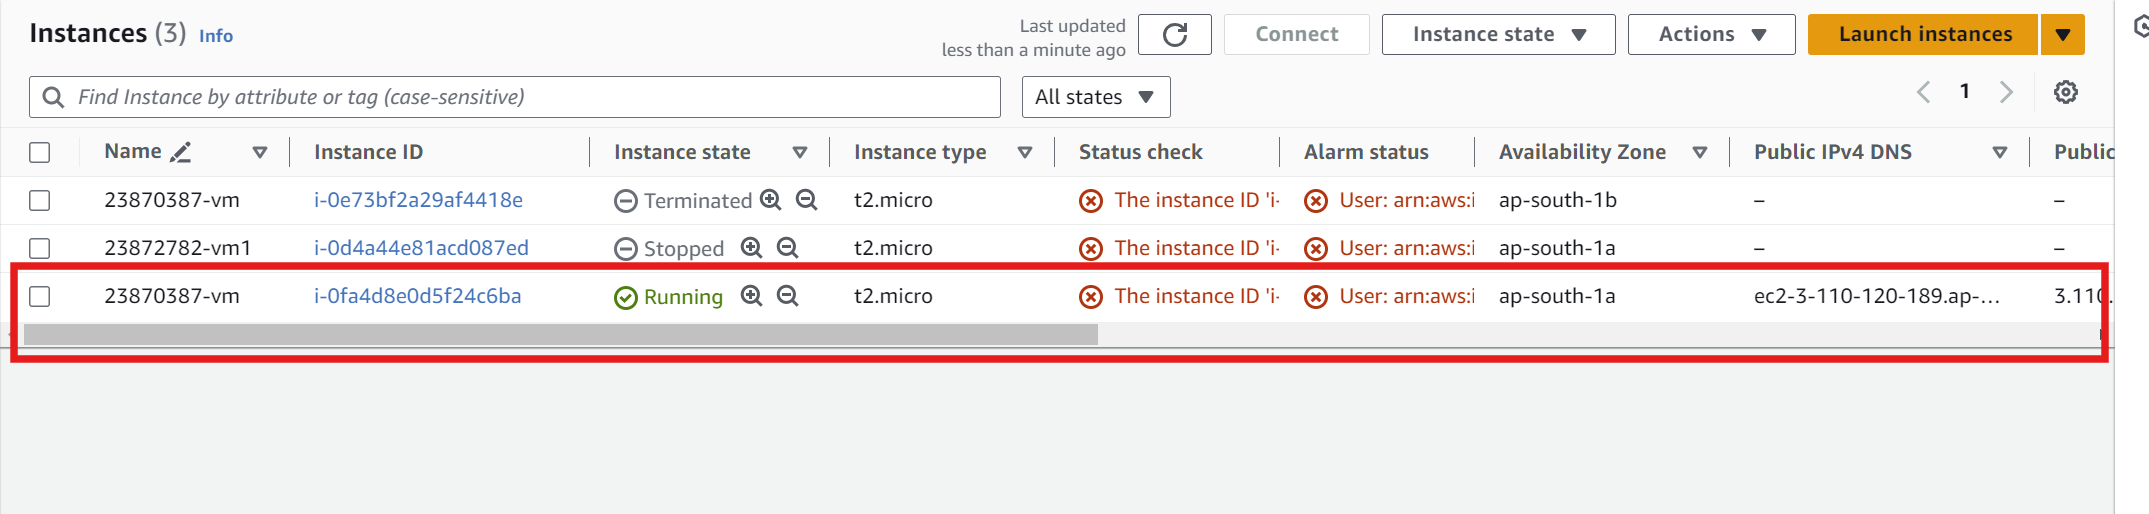 Instances (3) Info
Last updated
less than a minute ago
Connect
Instance state
Actions
Launch instances
Find Instance by attribute or tag (case-sensitive)
All states
1
Name Instance ID Instance state Instance type Status check Alarm status Availability Zone Public IPv4 DNS Public
23870387-vm i-0e73bf2a29af4418e Terminated t2.micro The instance ID 'i- User: arn:aws:i ap-south-1b – –
23872782-vm1 i-0d4a44e81acd087ed Stopped t2.micro The instance ID 'i- User: arn:aws:i ap-south-1a – –
23870387-vm i-0fa4d8e0d5f24c6ba Running t2.micro The instance ID 'i- User: arn:aws:i ap-south-1a ec2-3-110-120-189.ap-... 3.110.